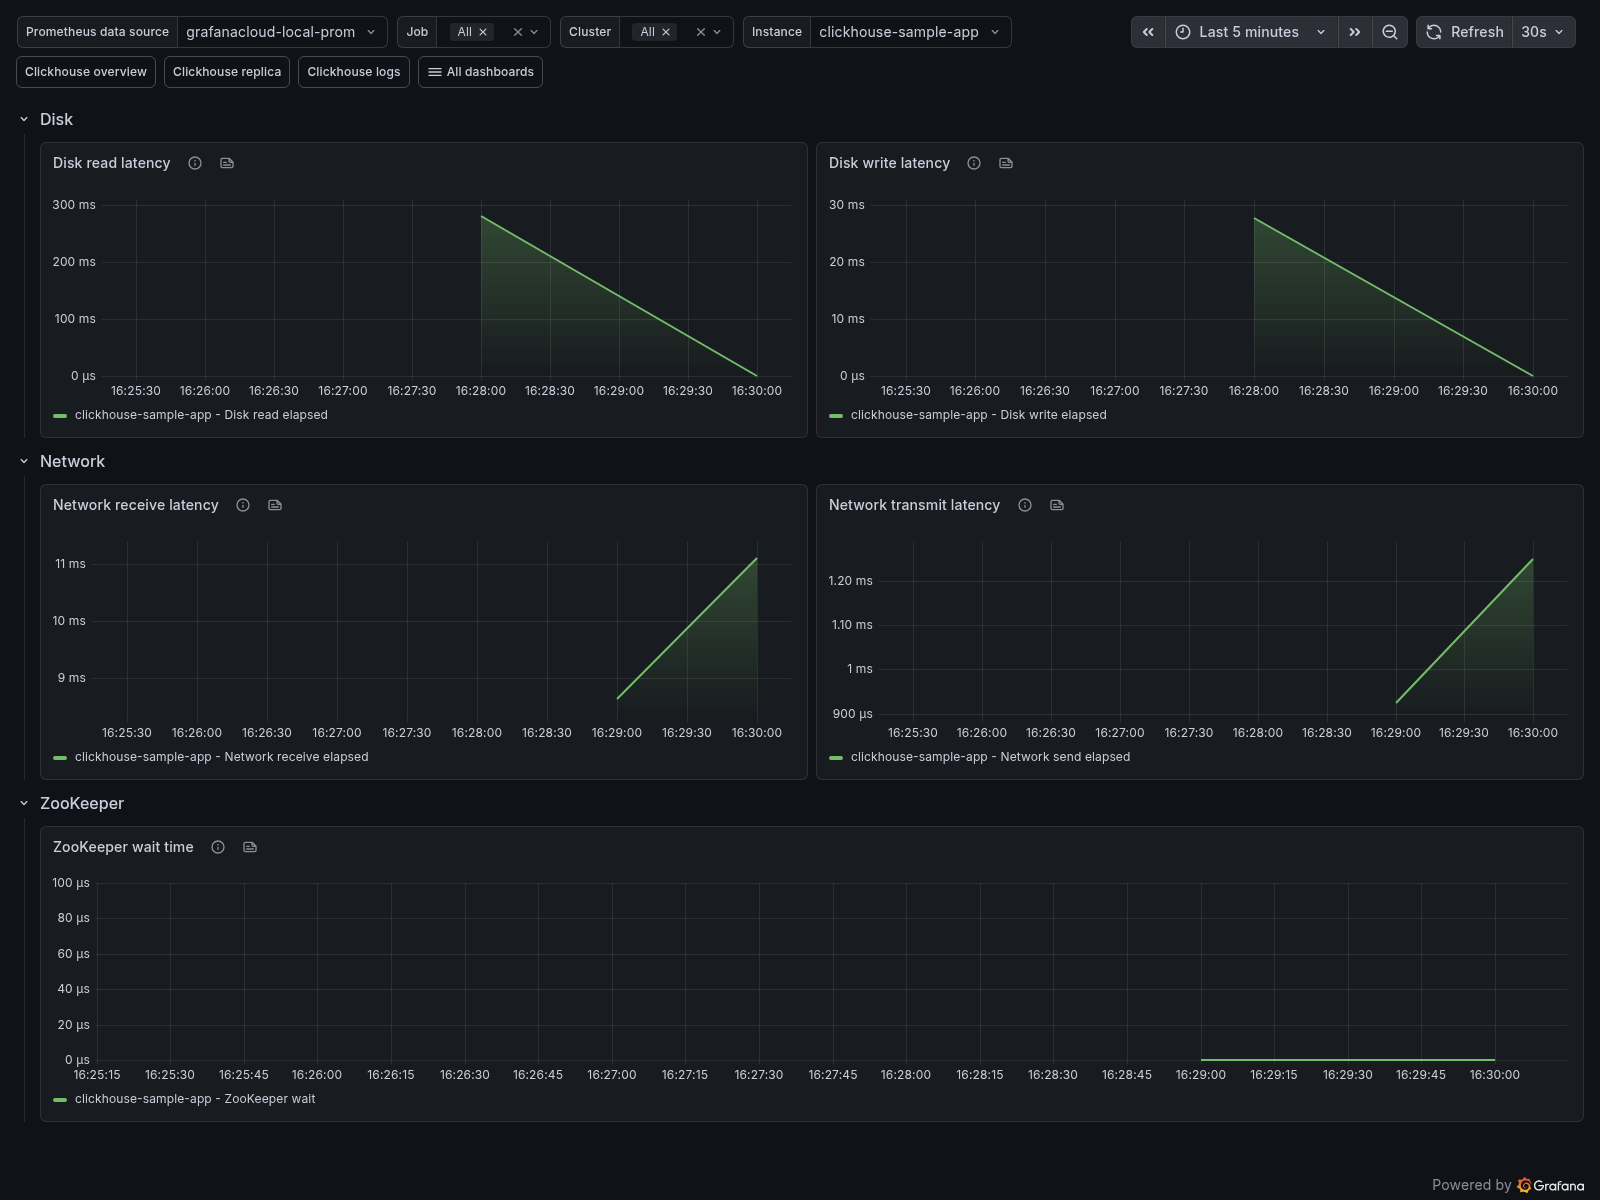 Prometheus data source grafanacloud-local-prom Job All Cluster All Instance clickhouse-sample-app Last 5 minutes Refresh 30s
Clickhouse overview Clickhouse replica Clickhouse logs All dashboards
Disk
Disk read latency
300 ms
200 ms
100 ms
0 µs
16:25:30 16:26:00 16:26:30 16:27:00 16:27:30 16:28:00 16:28:30 16:29:00 16:29:30 16:30:00
clickhouse-sample-app - Disk read elapsed
Disk write latency
30 ms
20 ms
10 ms
0 µs
16:25:30 16:26:00 16:26:30 16:27:00 16:27:30 16:28:00 16:28:30 16:29:00 16:29:30 16:30:00
clickhouse-sample-app - Disk write elapsed
Network
Network receive latency
11 ms
10 ms
9 ms
16:25:30 16:26:00 16:26:30 16:27:00 16:27:30 16:28:00 16:28:30 16:29:00 16:29:30 16:30:00
clickhouse-sample-app - Network receive elapsed
Network transmit latency
1.20 ms
1.10 ms
1 ms
900 µs
16:25:30 16:26:00 16:26:30 16:27:00 16:27:30 16:28:00 16:28:30 16:29:00 16:29:30 16:30:00
clickhouse-sample-app - Network send elapsed
ZooKeeper
ZooKeeper wait time
100 µs
80 µs
60 µs
40 µs
20 µs
0 µs
16:25:15 16:25:30 16:25:45 16:26:00 16:26:15 16:26:30 16:26:45 16:27:00 16:27:15 16:27:30 16:27:45 16:28:00 16:28:15 16:28:30 16:28:45 16:29:00 16:29:15 16:29:30 16:29:45 16:30:00
clickhouse-sample-app - ZooKeeper wait
Powered by Grafana